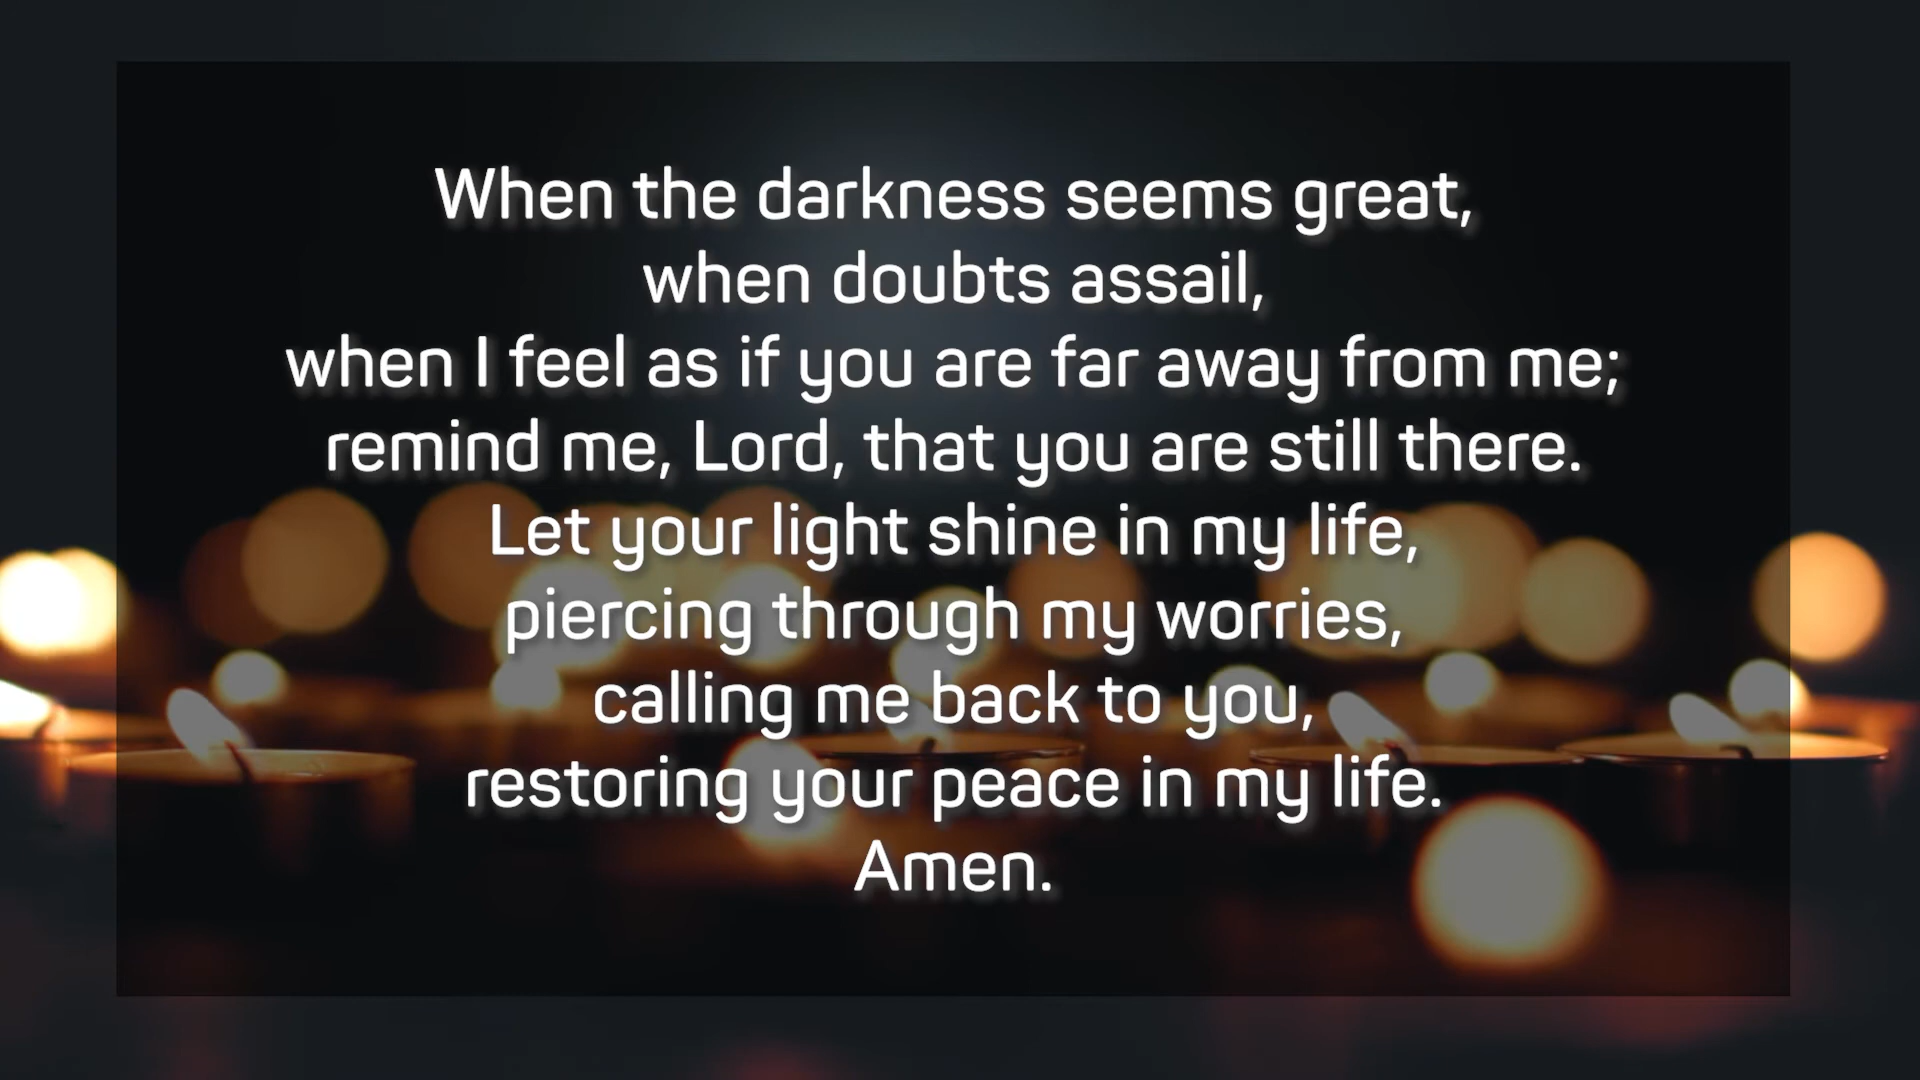 When the darkness seems great,
when doubts assail,
when I feel as if you are far away from me;
remind me, Lord, that you are still there.
Let your light shine in my life,
piercing through my worries,
calling me back to you,
restoring your peace in my life.
Amen.